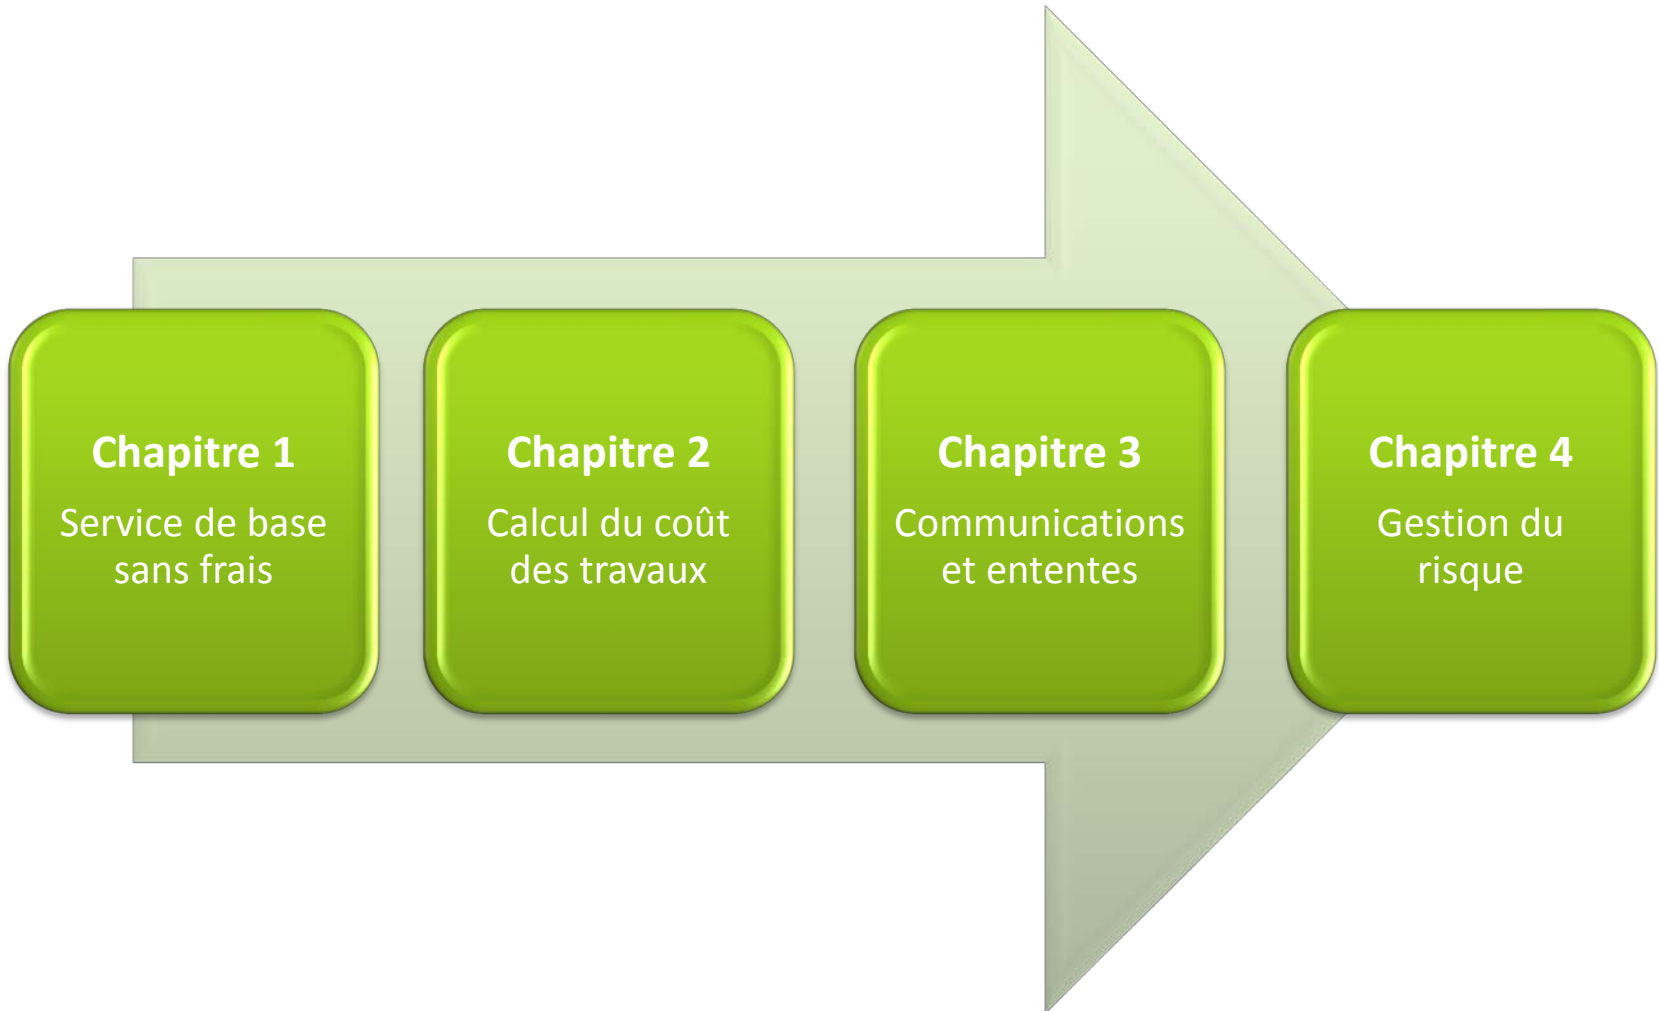 Chapitre 1
Service de base
sans frais
Chapitre 2
Calcul du coût
des travaux
Chapitre 3
Communications
et ententes
Chapitre 4
Gestion du
risque